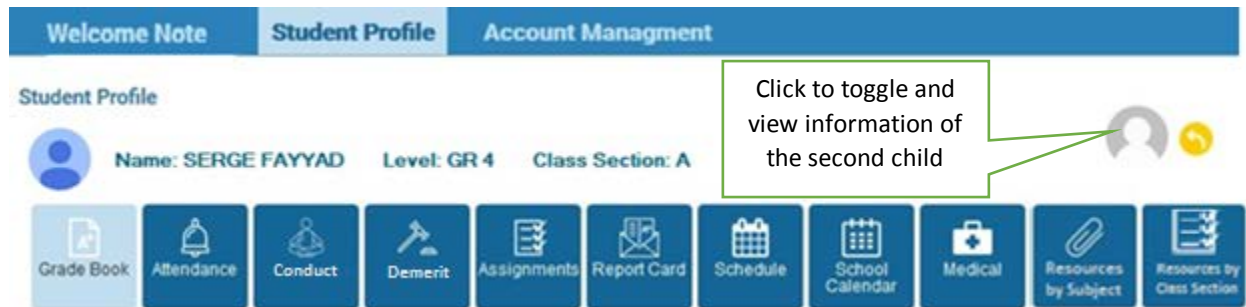 Welcome Note Student Profile Account Managment
Click to toggle and
view information of
the second child
Student Profile
Name: SERGE FAYYAD Level: GR 4 Class Section: A
Grade Book Attendance Conduct Demerit Assignments Report Card Schedule School Calendar Medical Resources by Subject Resources by Class Section